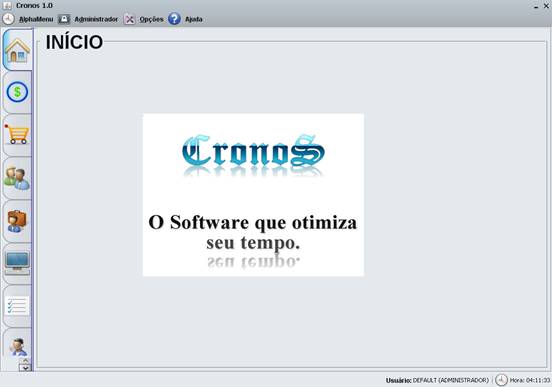 Cronos 1.0
AlphaMenu Administrador Opções Ajuda
INÍCIO
CronoS
O Software que otimiza
seu tempo.
Usuário: DEFAULT (ADMINISTRADOR) Hora: 04:11:33